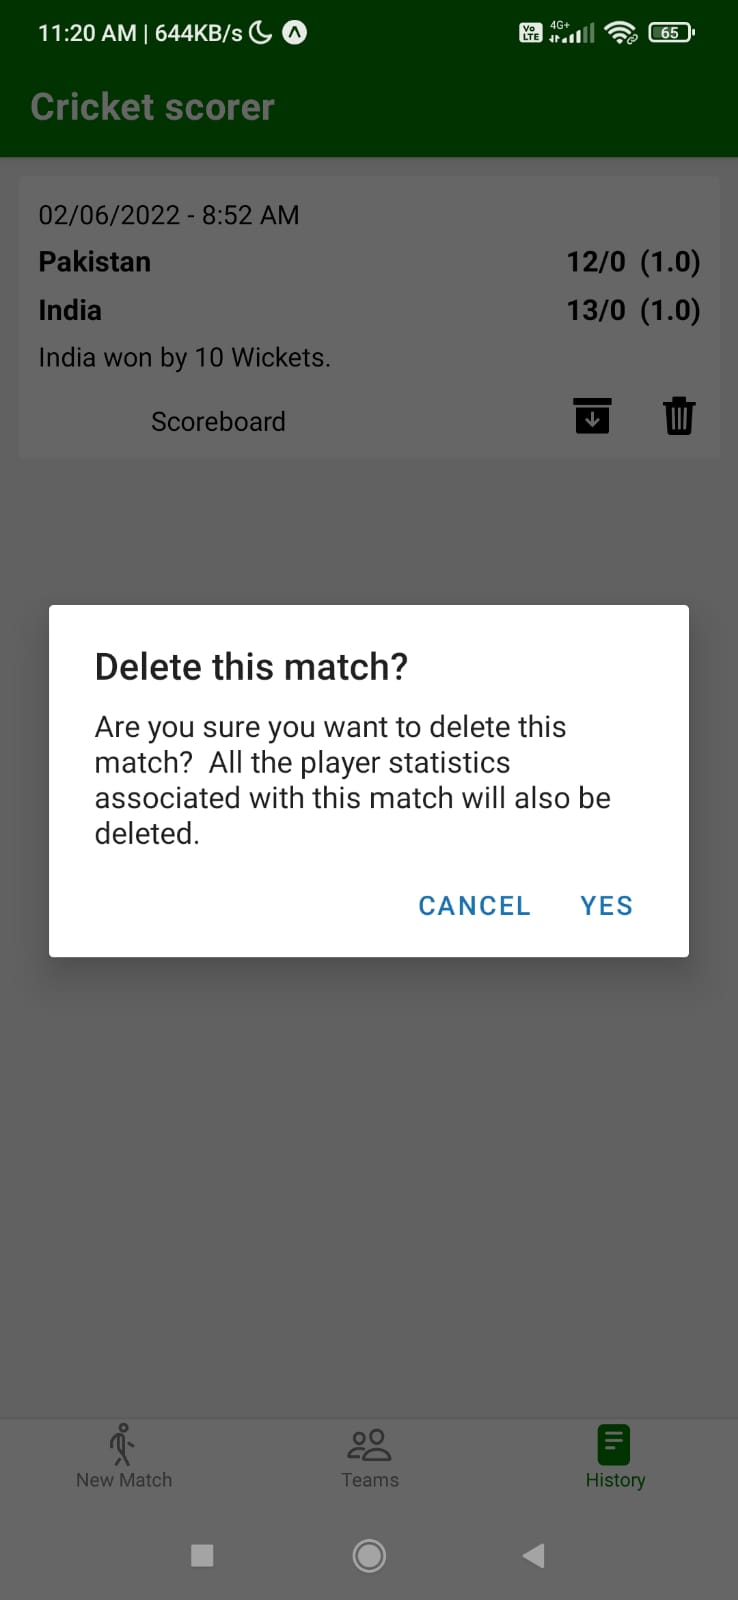 11:20 AM | 644KB/s
Vo LTE 4G+ 65
Cricket scorer
02/06/2022 - 8:52 AM
Pakistan 12/0 (1.0)
India 13/0 (1.0)
India won by 10 Wickets.
Scoreboard
Delete this match?
Are you sure you want to delete this
match?  All the player statistics
associated with this match will also be
deleted.
CANCEL YES
New Match Teams History